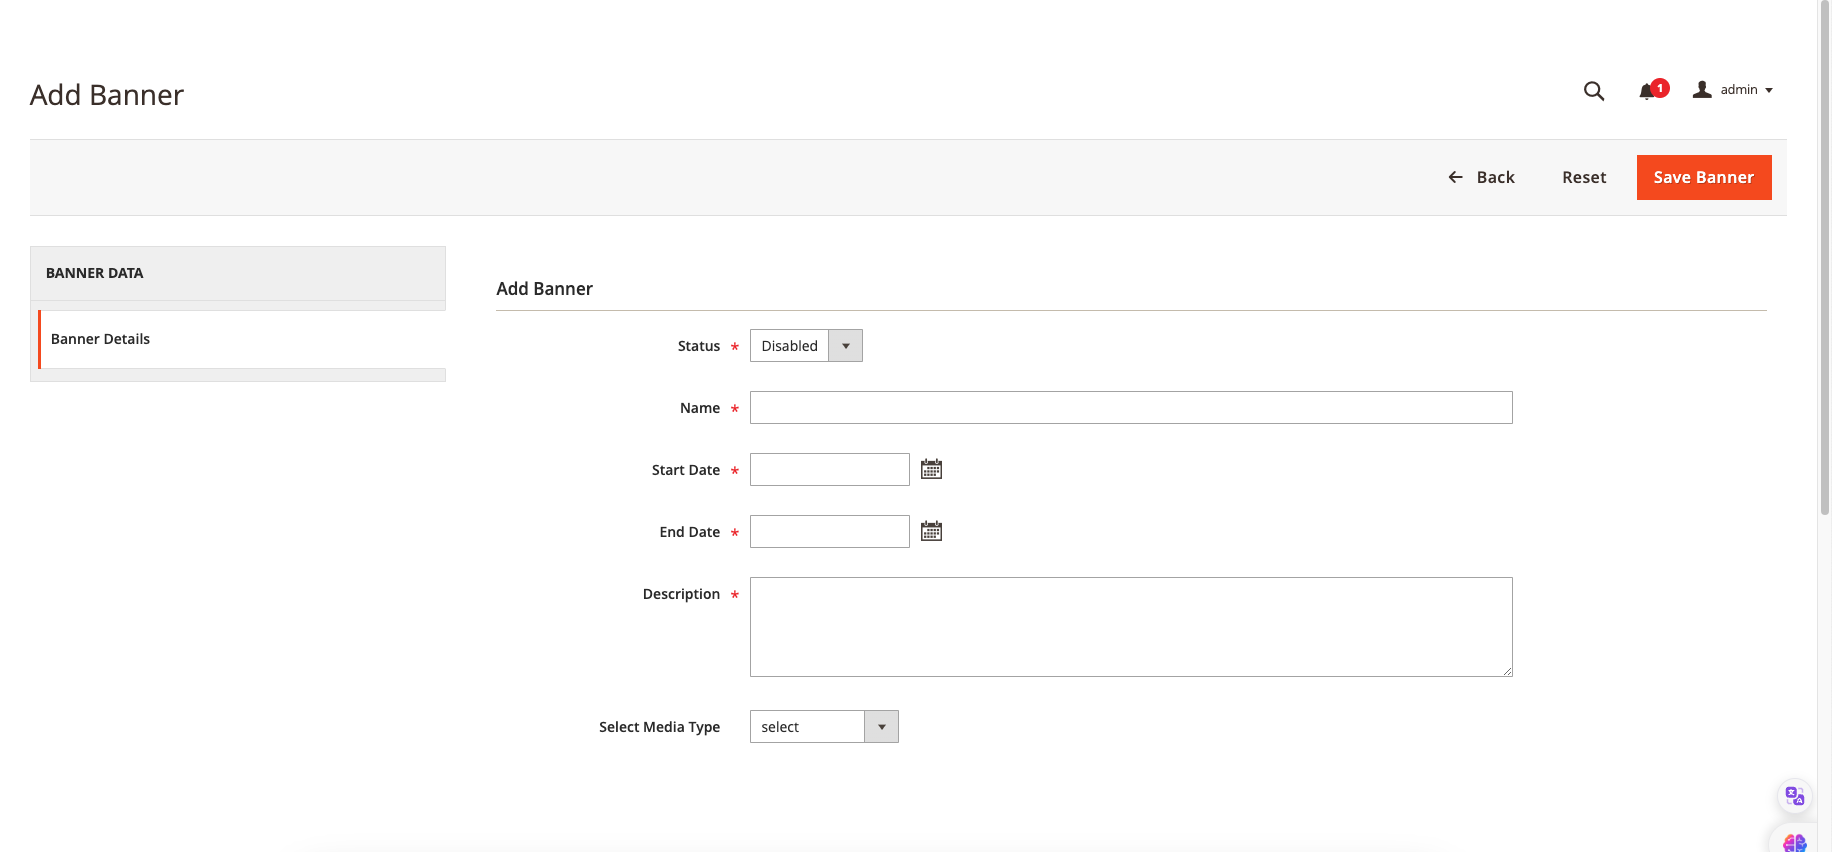 Add Banner
1
admin
Back
Reset
Save Banner
BANNER DATA
Banner Details
Add Banner
Status *
Disabled
Name *
Start Date *
End Date *
Description *
Select Media Type
select